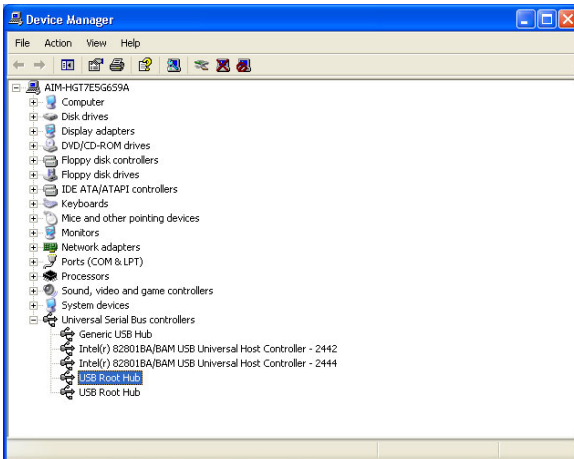 Device Manager
File Action View Help
AIM-HGT7E5G6S9A
Computer
Disk drives
Display adapters
DVD/CD-ROM drives
Floppy disk controllers
Floppy disk drives
IDE ATA/ATAPI controllers
Keyboards
Mice and other pointing devices
Monitors
Network adapters
Ports (COM & LPT)
Processors
Sound, video and game controllers
System devices
Universal Serial Bus controllers
Generic USB Hub
Intel(r) 82801BA/BAM USB Universal Host Controller - 2442
Intel(r) 82801BA/BAM USB Universal Host Controller - 2444
USB Root Hub
USB Root Hub